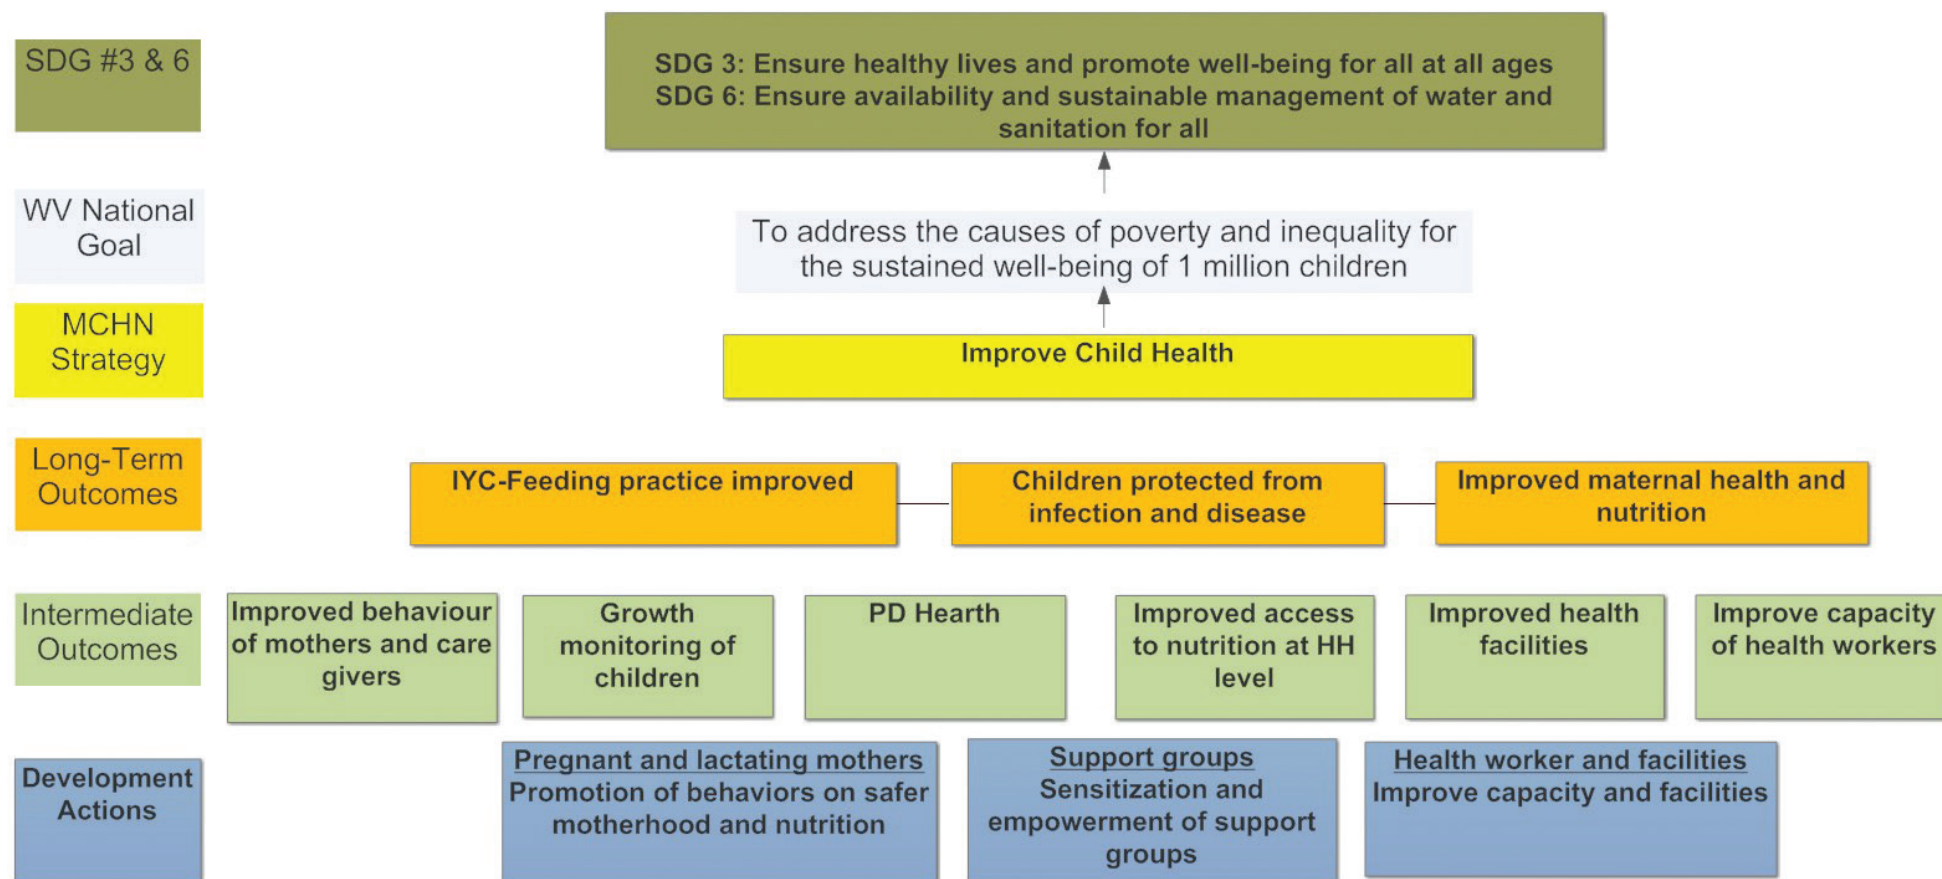 SDG #3 & 6
SDG 3: Ensure healthy lives and promote well-being for all at all ages
SDG 6: Ensure availability and sustainable management of water and
sanitation for all
WV National
Goal
To address the causes of poverty and inequality for
the sustained well-being of 1 million children
MCHN
Strategy
Improve Child Health
Long-Term
Outcomes
IYC-Feeding practice improved
Children protected from
infection and disease
Improved maternal health and
nutrition
Intermediate
Outcomes
Improved behaviour
of mothers and care
givers
Growth
monitoring of
children
PD Hearth
Improved access
to nutrition at HH
level
Improved health
facilities
Improve capacity
of health workers
Development
Actions
Pregnant and lactating mothers
Promotion of behaviors on safer
motherhood and nutrition
Support groups
Sensitization and
empowerment of support
groups
Health worker and facilities
Improve capacity and facilities